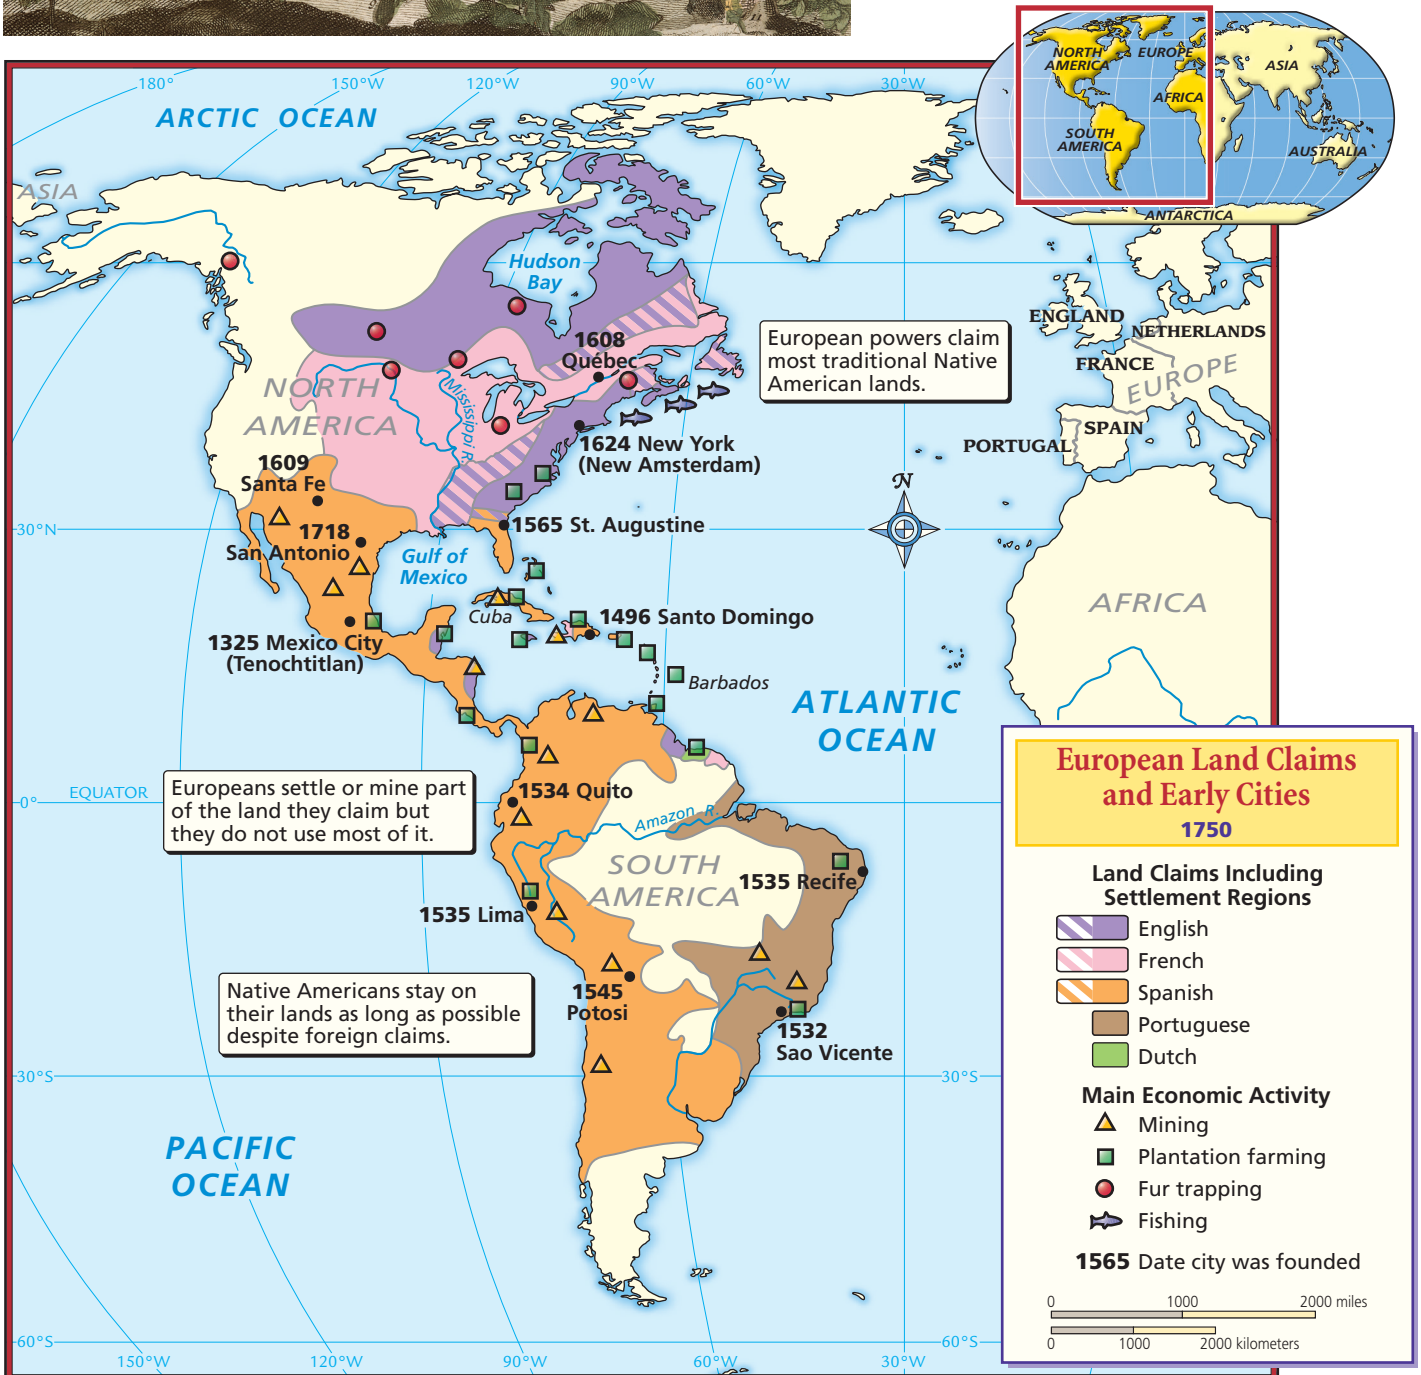 180°
150°W
120°W
90°W
60°W
30°W
ARCTIC OCEAN
ASIA
NORTH
AMERICA
EUROPE
ASIA
AFRICA
SOUTH
AMERICA
AUSTRALIA
ANTARCTICA
Hudson
Bay
1608
Québec
European powers claim
most traditional Native
American lands.
ENGLAND
NETHERLANDS
FRANCE
EUROPE
SPAIN
PORTUGAL
NORTH
AMERICA
Mississippi R.
1624 New York
(New Amsterdam)
1609
Santa Fe
N
30°N
1565 St. Augustine
1718
San Antonio
Gulf of
Mexico
Cuba
1496 Santo Domingo
AFRICA
1325 Mexico City
(Tenochtitlan)
Barbados
ATLANTIC
OCEAN
Europeans settle or mine part
of the land they claim but
they do not use most of it.
0°
EQUATOR
1534 Quito
Amazon R.
SOUTH
AMERICA
1535 Recife
1535 Lima
Native Americans stay on
their lands as long as possible
despite foreign claims.
1545
Potosi
1532
Sao Vicente
30°S
30°S
PACIFIC
OCEAN
60°S
60°S
150°W
120°W
90°W
60°W
30°W
European Land Claims
and Early Cities
1750
Land Claims Including
Settlement Regions
English
French
Spanish
Portuguese
Dutch
Main Economic Activity
Mining
Plantation farming
Fur trapping
Fishing
1565 Date city was founded
0 1000 2000 miles
0 1000 2000 kilometers